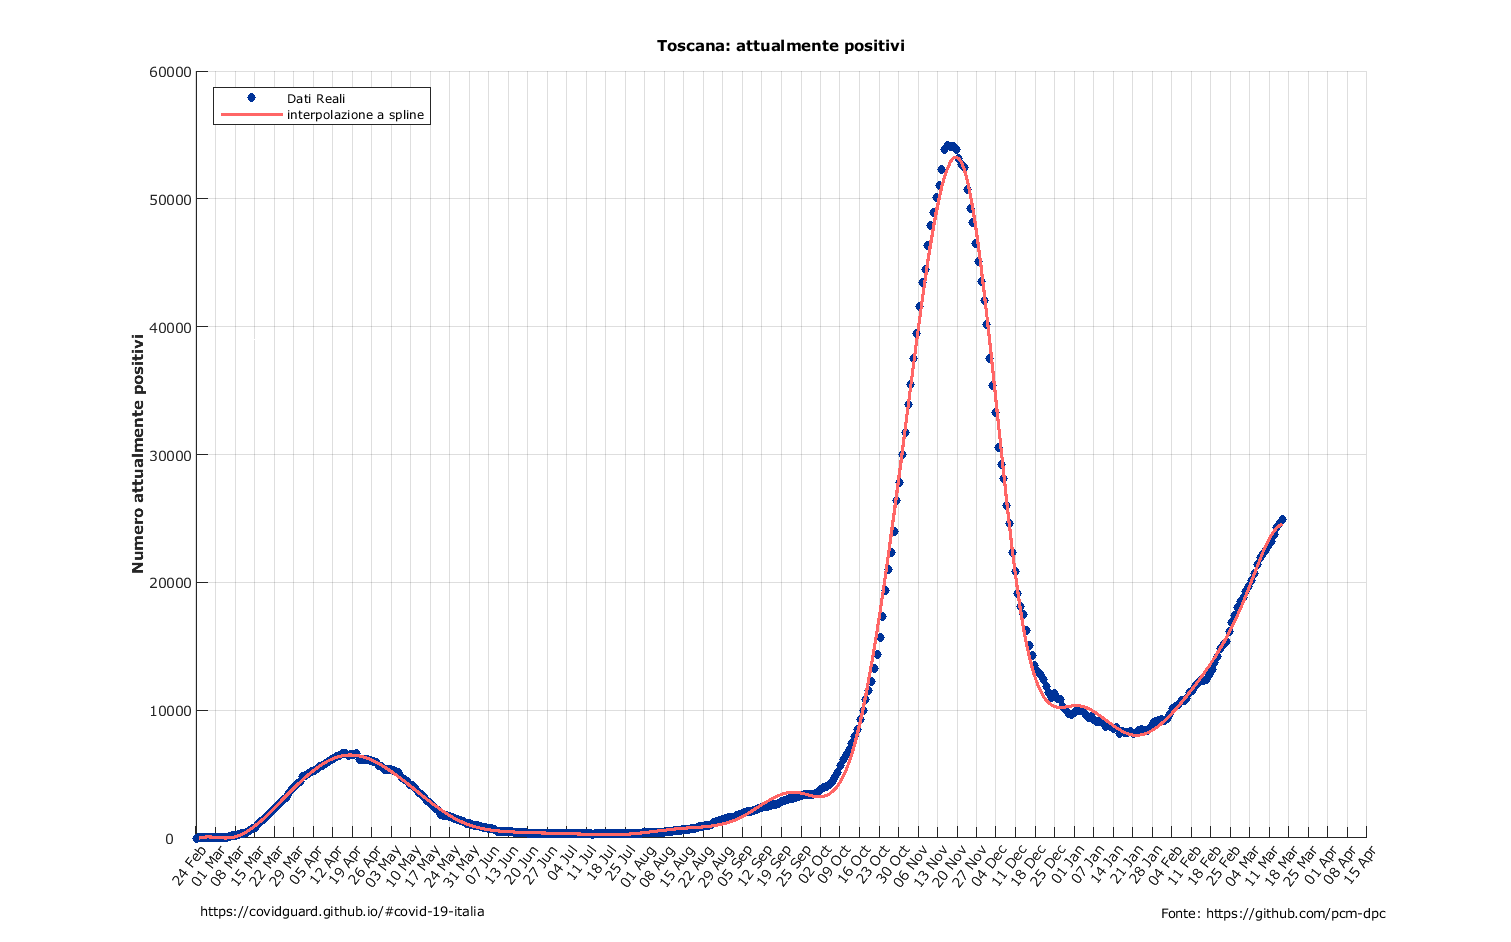 Toscana: attualmente positivi
60000
50000
40000
30000
20000
10000
0
Numero attualmente positivi
Dati Reali
interpolazione a spline
24 Feb
01 Mar
08 Mar
15 Mar
22 Mar
29 Mar
05 Apr
12 Apr
19 Apr
26 Apr
03 May
10 May
17 May
24 May
31 May
07 Jun
13 Jun
20 Jun
27 Jun
04 Jul
11 Jul
18 Jul
25 Jul
01 Aug
08 Aug
15 Aug
22 Aug
29 Aug
05 Sep
12 Sep
19 Sep
25 Sep
02 Oct
09 Oct
16 Oct
23 Oct
30 Oct
06 Nov
13 Nov
20 Nov
27 Nov
04 Dec
11 Dec
18 Dec
25 Dec
01 Jan
07 Jan
14 Jan
21 Jan
28 Jan
04 Feb
11 Feb
18 Feb
25 Feb
04 Mar
11 Mar
18 Mar
25 Mar
01 Apr
08 Apr
15 Apr
https://covidguard.github.io/#covid-19-italia
Fonte: https://github.com/pcm-dpc